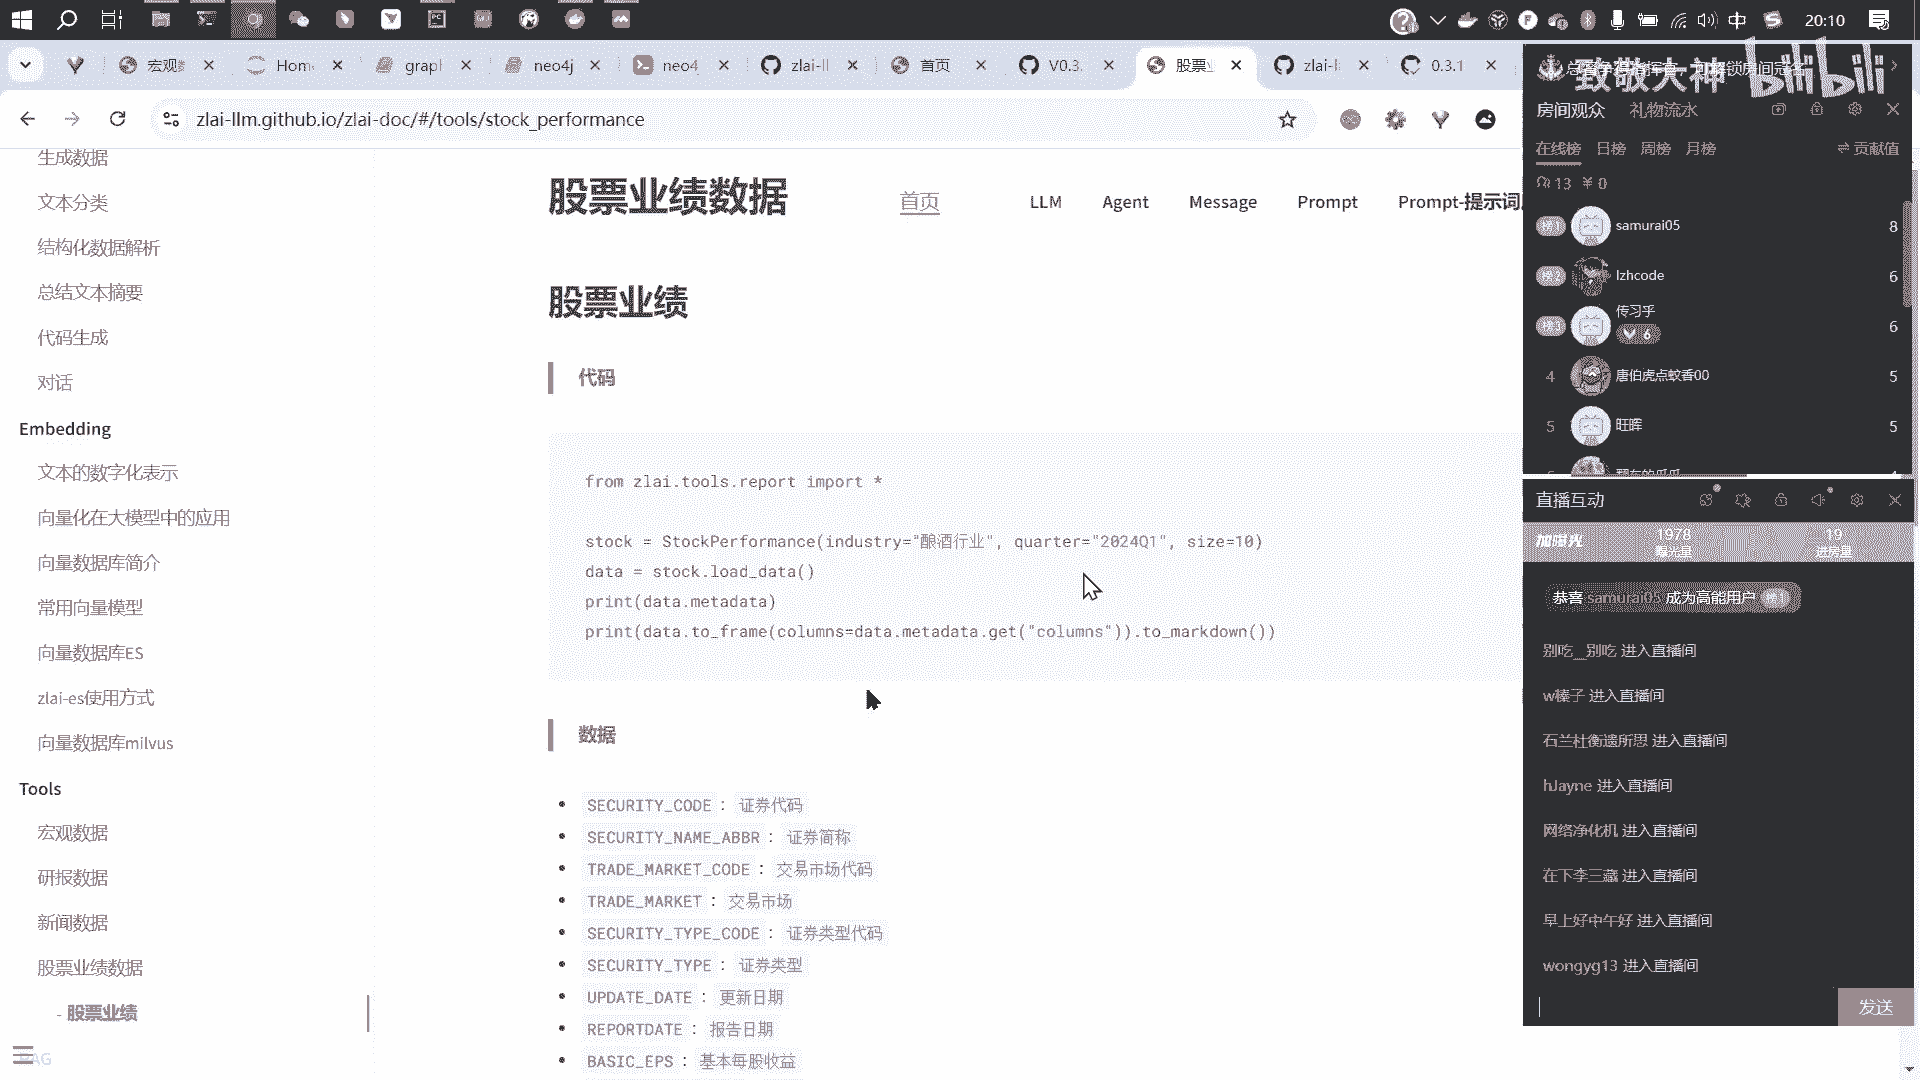 中
20:10
宏观
Hom
grapl
neo4j
neo4
zlai-ll
首页
V0.3.
股票业
zlai-l
0.3.1
zlai-llm.github.io/zlai-doc/#/tools/stock_performance
致敬大神
bilibili
生成数据
文本分类
结构化数据解析
总结文本摘要
代码生成
对话
Embedding
文本的数字化表示
向量化在大模型中的应用
向量数据库简介
常用向量模型
向量数据库ES
zlai-es使用方式
向量数据库milvus
Tools
宏观数据
研报数据
新闻数据
股票业绩数据
- 股票业绩
RAG
股票业绩数据
首页
LLM
Agent
Message
Prompt
Prompt-提示词
股票业绩
代码
from zlai.tools.report import *
stock = StockPerformance(industry="酿酒行业", quarter="2024Q1", size=10)
data = stock.load_data()
print(data.metadata)
print(data.to_frame(columns=data.metadata.get("columns")).to_markdown())
数据
SECURITY_CODE : 证券代码
SECURITY_NAME_ABBR : 证券简称
TRADE_MARKET_CODE : 交易市场代码
TRADE_MARKET : 交易市场
SECURITY_TYPE_CODE : 证券类型代码
SECURITY_TYPE : 证券类型
UPDATE_DATE : 更新日期
REPORTDATE : 报告日期
BASIC_EPS : 基本每股收益
房间观众 礼物流水
在线榜 日榜 周榜 月榜 贡献值
13 ¥ 0
榜1 samurai05 8
榜2 lzhcode 6
榜3 传习乎 6
6
4 唐伯虎点蚊香00 5
5 旺晖 5
直播互动
加曝光 1978 19
曝光量 进房量
恭喜 samurai05 成为高能用户 榜1
别吃__别吃 进入直播间
w榛子 进入直播间
石兰杜衡遗所思 进入直播间
hJayne 进入直播间
网络净化机 进入直播间
在下李三藏 进入直播间
早上好中午好 进入直播间
wongyg13 进入直播间
发送